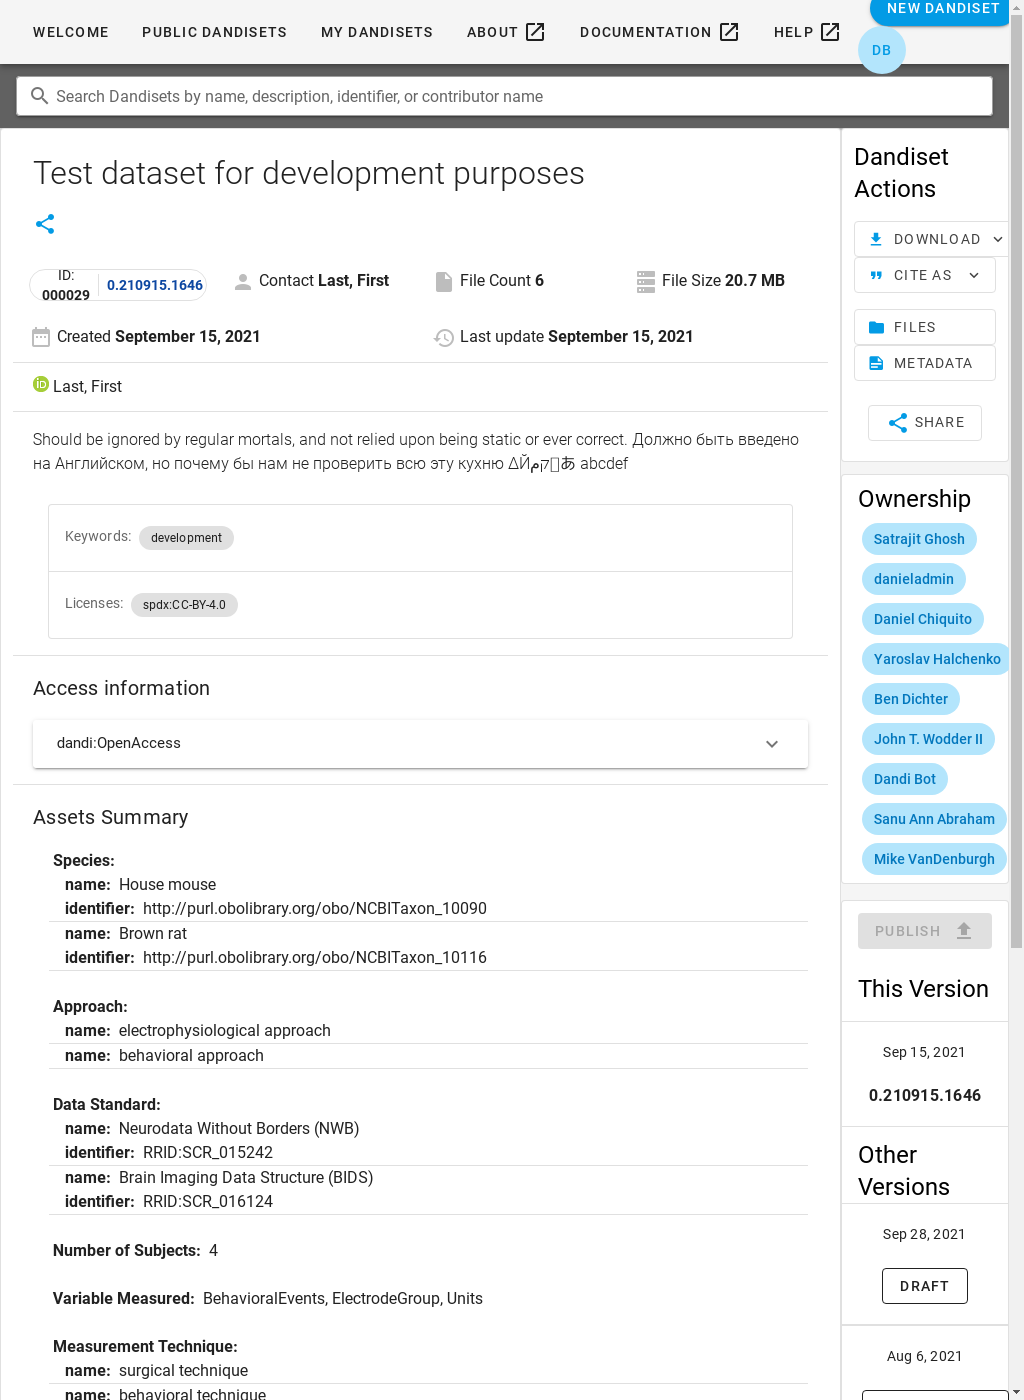 WELCOME
PUBLIC DANDISETS
MY DANDISETS
ABOUT
DOCUMENTATION
HELP
NEW DANDISET
DB
Search Dandisets by name, description, identifier, or contributor name
Test dataset for development purposes
ID:
000029
0.210915.1646
Contact Last, First
File Count 6
File Size 20.7 MB
Created September 15, 2021
Last update September 15, 2021
Last, First
Should be ignored by regular mortals, and not relied upon being static or ever correct. Должно быть введено
на Английском, но почему бы нам не проверить всю эту кухню ΔЙקم๗あ abcdef
Keywords: development
Licenses: spdx:CC-BY-4.0
Access information
dandi:OpenAccess
Assets Summary
Species:
name: House mouse
identifier: http://purl.obolibrary.org/obo/NCBITaxon_10090
name: Brown rat
identifier: http://purl.obolibrary.org/obo/NCBITaxon_10116
Approach:
name: electrophysiological approach
name: behavioral approach
Data Standard:
name: Neurodata Without Borders (NWB)
identifier: RRID:SCR_015242
name: Brain Imaging Data Structure (BIDS)
identifier: RRID:SCR_016124
Number of Subjects: 4
Variable Measured: BehavioralEvents, ElectrodeGroup, Units
Measurement Technique:
name: surgical technique
name: behavioral technique
Dandiset
Actions
DOWNLOAD
CITE AS
FILES
METADATA
SHARE
Ownership
Satrajit Ghosh
danieladmin
Daniel Chiquito
Yaroslav Halchenko
Ben Dichter
John T. Wodder II
Dandi Bot
Sanu Ann Abraham
Mike VanDenburgh
PUBLISH
This Version
Sep 15, 2021
0.210915.1646
Other
Versions
Sep 28, 2021
DRAFT
Aug 6, 2021